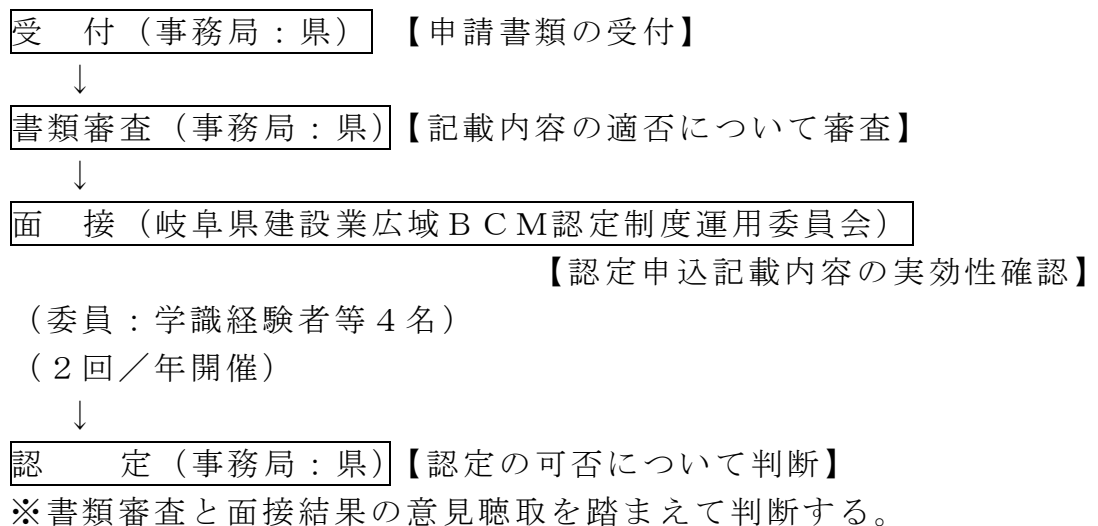 受　付（事務局：県）【申請書類の受付】
↓
書類審査（事務局：県）【記載内容の適否について審査】
↓
面　接（岐阜県建設業広域ＢＣＭ認定制度運用委員会）
【認定申込記載内容の実効性確認】
（委員：学識経験者等４名）
（２回／年開催）
↓
認　　定（事務局：県）【認定の可否について判断】
※書類審査と面接結果の意見聴取を踏まえて判断する。